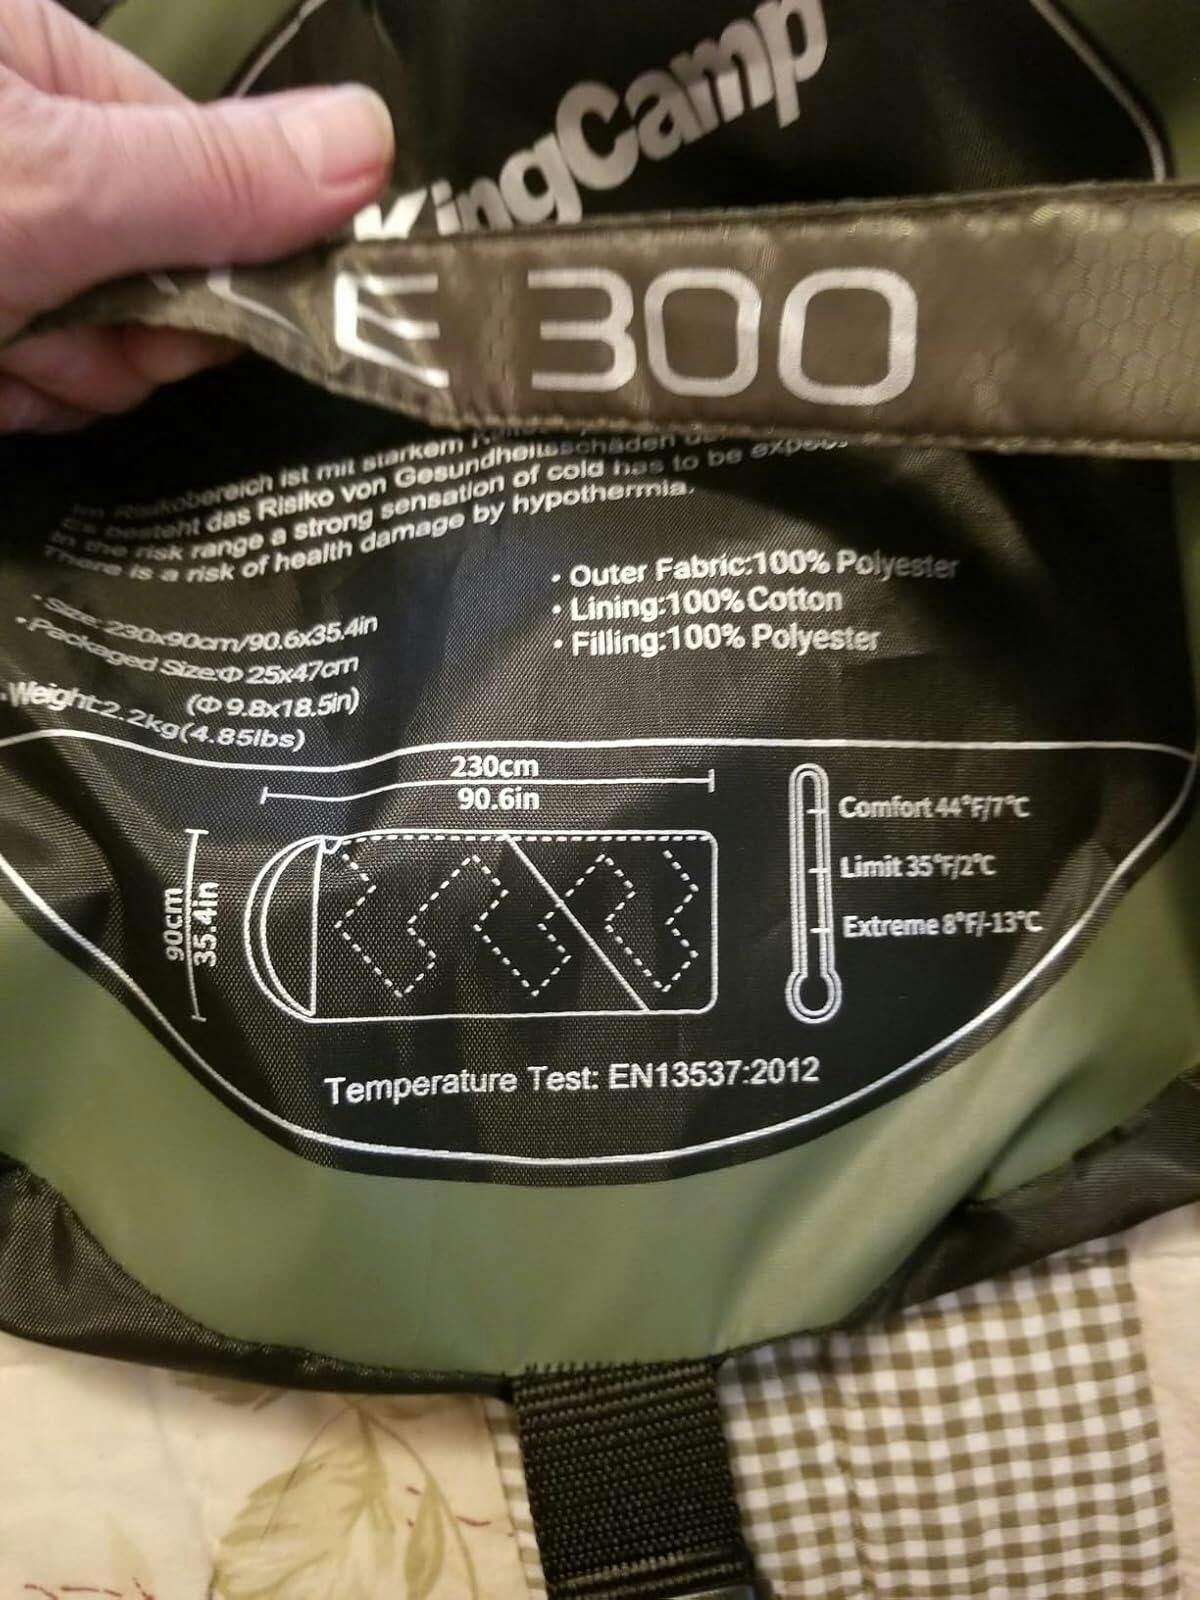 KingCamp
E 300
Im Risikobereich ist mit starkem
Es besteht das Risiko von Gesundheitsschäden
In the risk range a strong sensation of cold has to be
There is a risk of health damage by hypothermia.
• Outer Fabric:100% Polyester
• Lining:100% Cotton
• Filling:100% Polyester
• Size: 230x90cm/90.6x35.4in
• Packaged Size:Φ 25x47cm
(Φ 9.8x18.5in)
• Weight:2.2kg(4.85lbs)
230cm
90.6in
90cm
35.4in
Comfort 44°F/7°C
Limit 35°F/2°C
Extreme 8°F/-13°C
Temperature Test: EN13537:2012